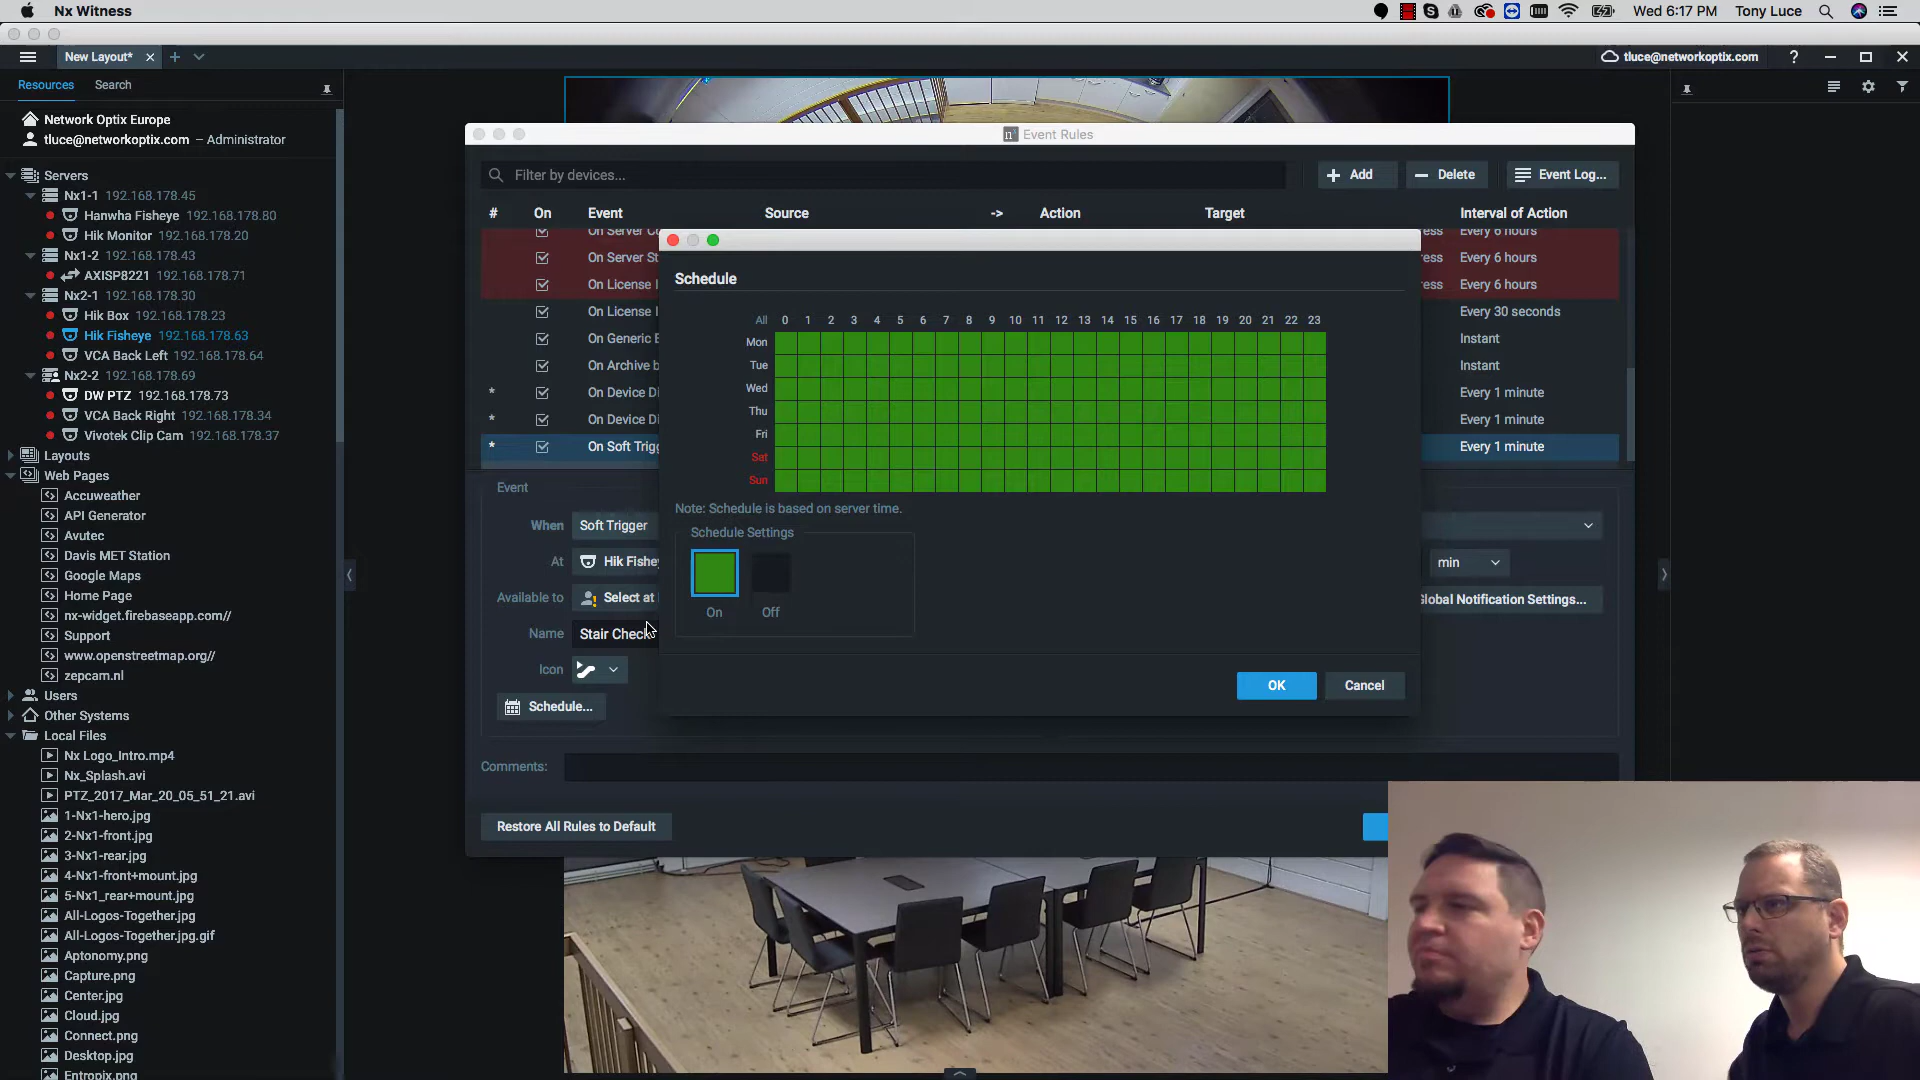 Nx Witness
Wed 6:17 PM Tony Luce
New Layout*
tluce@networkoptix.com
Resources Search
Network Optix Europe
tluce@networkoptix.com – Administrator
Servers
Nx1-1 192.168.178.45
Hanwha Fisheye 192.168.178.80
Hik Monitor 192.168.178.20
Nx1-2 192.168.178.43
AXISP8221 192.168.178.71
Nx2-1 192.168.178.30
Hik Box 192.168.178.23
Hik Fisheye 192.168.178.63
VCA Back Left 192.168.178.64
Nx2-2 192.168.178.69
DW PTZ 192.168.178.73
VCA Back Right 192.168.178.34
Vivotek Clip Cam 192.168.178.37
Layouts
Web Pages
Accuweather
API Generator
Avutec
Davis MET Station
Google Maps
Home Page
nx-widget.firebaseapp.com//
Support
www.openstreetmap.org//
zepcam.nl
Users
Other Systems
Local Files
Nx Logo_Intro.mp4
Nx_Splash.avi
PTZ_2017_Mar_20_05_51_21.avi
1-Nx1-hero.jpg
2-Nx1-front.jpg
3-Nx1-rear.jpg
4-Nx1-front+mount.jpg
5-Nx1_rear+mount.jpg
All-Logos-Together.jpg
All-Logos-Together.jpg.gif
Aptonomy.png
Capture.png
Center.jpg
Cloud.jpg
Connect.png
Desktop.jpg
Entropix.png
Event Rules
Filter by devices...
+ Add
— Delete
Event Log...
# On Event Source -> Action Target Interval of Action
On Server Co ess Every 6 hours
On Server St ress Every 6 hours
On License I ress Every 6 hours
On License I Every 30 seconds
On Generic E Instant
On Archive b Instant
* On Device Di Every 1 minute
* On Device Di Every 1 minute
* On Soft Trigg Every 1 minute
Event
When Soft Trigger
At Hik Fishey
min
Available to Select at
Global Notification Settings...
Name Stair Check
Icon
Schedule...
Comments:
Restore All Rules to Default
Schedule
All 0 1 2 3 4 5 6 7 8 9 10 11 12 13 14 15 16 17 18 19 20 21 22 23
Mon
Tue
Wed
Thu
Fri
Sat
Sun
Note: Schedule is based on server time.
Schedule Settings
On Off
OK Cancel